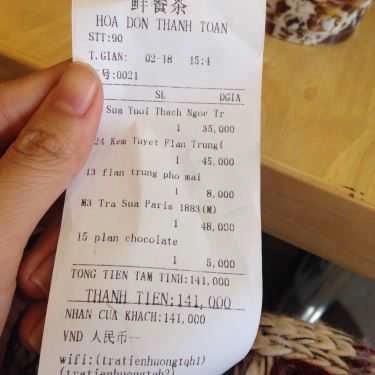 鲜餐茶
HOA DON THANH TOAN
STT:90
T.GIAN: 02-18 15:4
号:0021
SL DGIA
Sua Tuoi Thach Ngoc Tr
1 35,000
24 Kem Tuyet Flan Trung(
1 45,000
13 flan trung pho mai
1 8,000
M3 Tra Sua Paris 1883(M)
1 48,000
15 plan chocolate
1 5,000
TONG TIEN TAM TINH:141,000
THANH TIEN:141,000
NHAN CUA KHACH:141,000
VND 人民币--
wifi:(tratienhuongtqh1)
(tratienhuongtqh2)